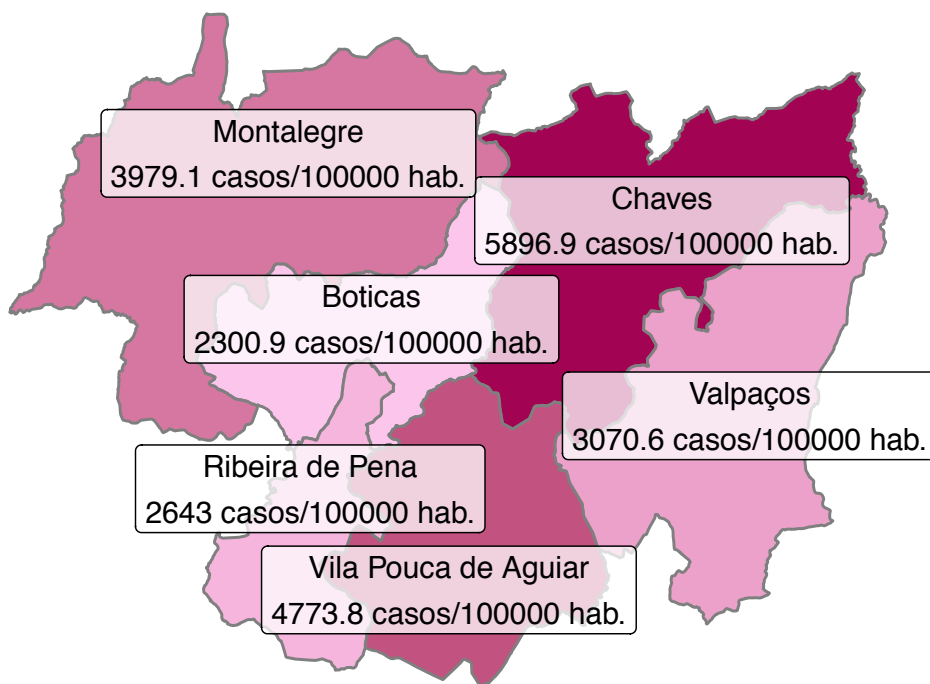 Montalegre
3979.1 casos/100000 hab.
Chaves
5896.9 casos/100000 hab.
Boticas
2300.9 casos/100000 hab.
Valpaços
3070.6 casos/100000 hab.
Ribeira de Pena
2643 casos/100000 hab.
Vila Pouca de Aguiar
4773.8 casos/100000 hab.